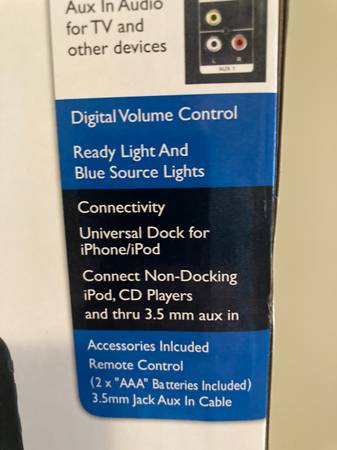 Aux In Audio
for TV and
other devices
L R
AUX 1
Digital Volume Control
Ready Light And
Blue Source Lights
Connectivity
Universal Dock for
iPhone/iPod
Connect Non-Docking
iPod, CD Players
and thru 3.5 mm aux in
Accessories Inlcuded
Remote Control
(2 x "AAA" Batteries Included)
3.5mm Jack Aux In Cable